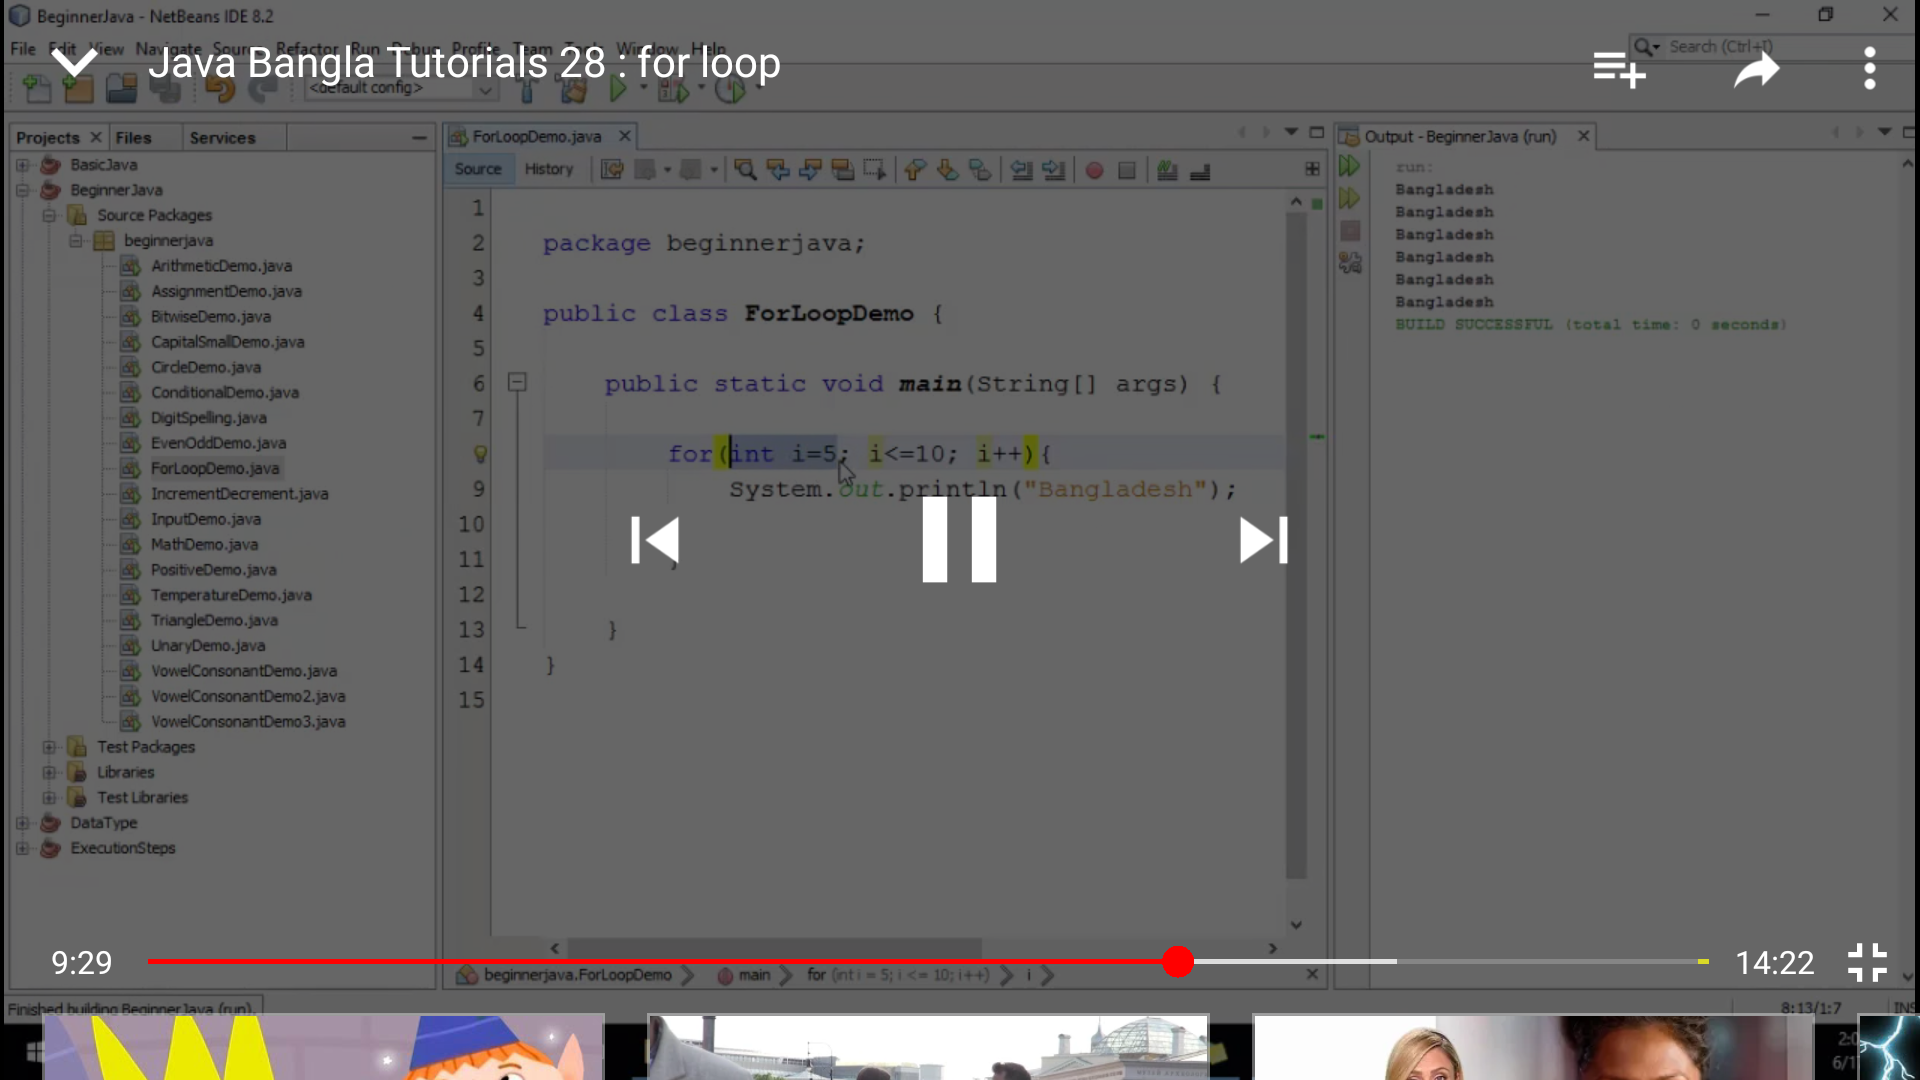 BeginnerJava - NetBeans IDE 8.2
File Edit View Navigate Source Refactor Run Debug Profile Team Tools Window Help
Search (Ctrl+I)
Java Bangla Tutorials 28 : for loop
<default config>
Projects Files Services
BasicJava
BeginnerJava
Source Packages
beginnerjava
ArithmeticDemo.java
AssignmentDemo.java
BitwiseDemo.java
CapitalSmallDemo.java
CircleDemo.java
ConditionalDemo.java
DigitSpelling.java
EvenOddDemo.java
ForLoopDemo.java
IncrementDecrement.java
InputDemo.java
MathDemo.java
PositiveDemo.java
TemperatureDemo.java
TriangleDemo.java
UnaryDemo.java
VowelConsonantDemo.java
VowelConsonantDemo2.java
VowelConsonantDemo3.java
Test Packages
Libraries
Test Libraries
DataType
ExecutionSteps
ForLoopDemo.java
Source History
1
2 package beginnerjava;
3
4 public class ForLoopDemo {
5
6 public static void main(String[] args) {
7
for(int i=5; i<=10; i++){
9 System.out.println("Bangladesh");
10
11 }
12
13 }
14 }
15
Output - BeginnerJava (run)
run:
Bangladesh
Bangladesh
Bangladesh
Bangladesh
Bangladesh
Bangladesh
BUILD SUCCESSFUL (total time: 0 seconds)
9:29
14:22
beginnerjava.ForLoopDemo main for (int i = 5; i <= 10; i++) i
Finished building BeginnerJava (run).
8:13/1:7 INS